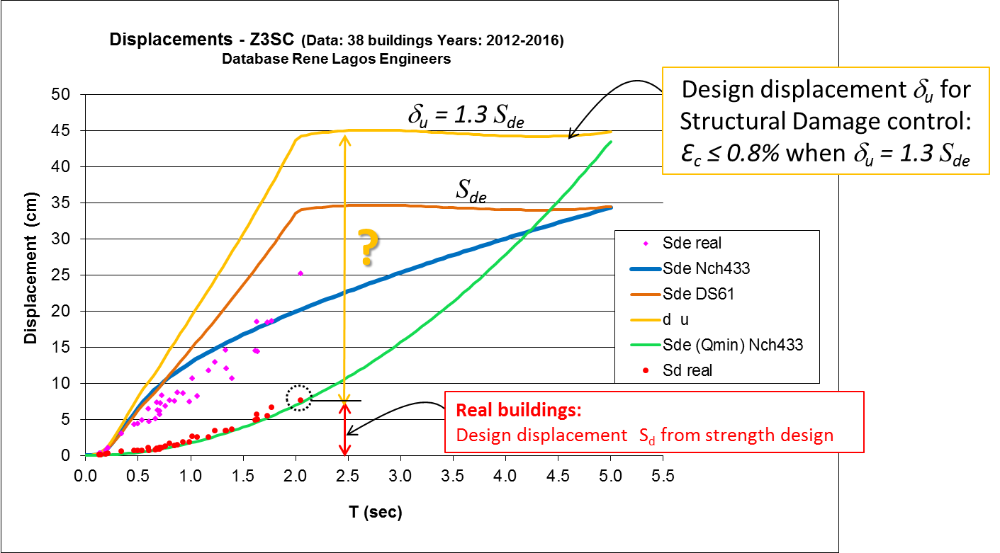 Displacements - Z3SC (Data: 38 buildings Years: 2012-2016)
Database Rene Lagos Engineers
Design displacement δu for
Structural Damage control:
Ɛc ≤ 0.8% when δu = 1.3 Sde
δu = 1.3 Sde
Sde
?
Displacement (cm)
50
45
40
35
30
25
20
15
10
5
0
Sde real
Sde Nch433
Sde DS61
d u
Sde (Qmin) Nch433
Sd real
Real buildings:
Design displacement Sd from strength design
0.0 0.5 1.0 1.5 2.0 2.5 3.0 3.5 4.0 4.5 5.0 5.5
T (sec)